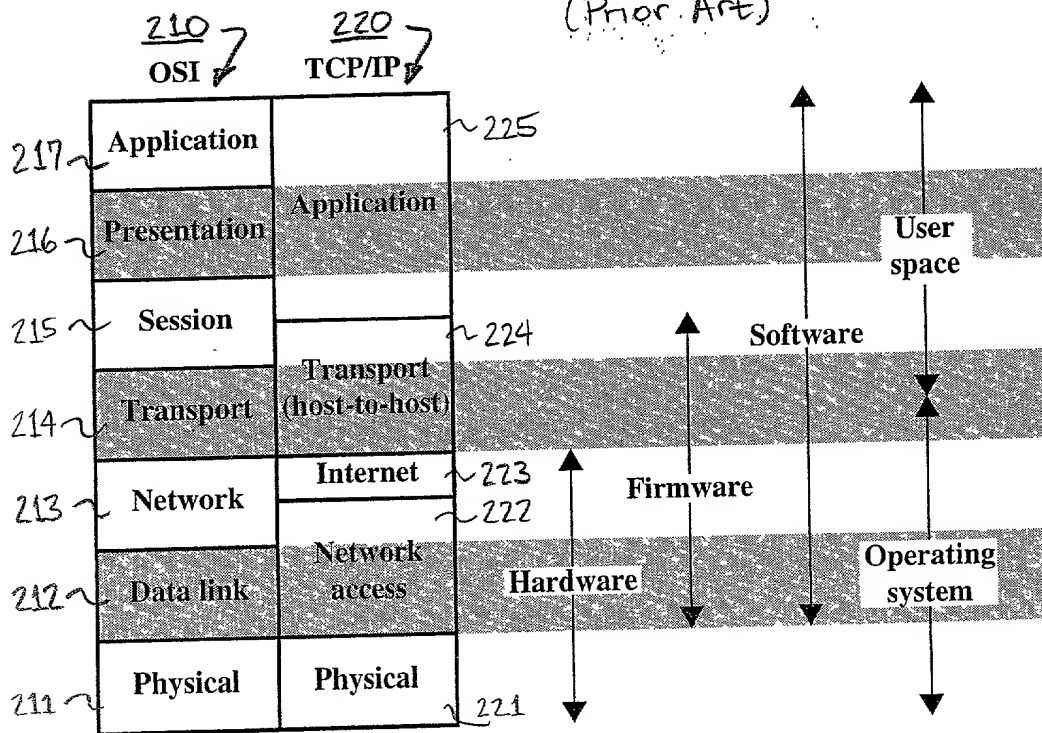 (Prior Art)
210 220
OSI TCP/IP
225
217 Application
Application
216 Presentation
User
space
215 Session
224
Software
Transport
(host-to-host)
214 Transport
Internet 223
213 Network
Firmware
222
Network
access
212 Data link
Hardware
Operating
system
211 Physical Physical 221